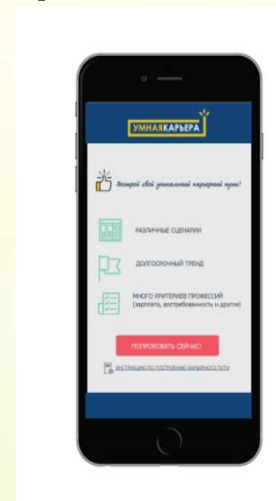 УМНАЯКАРЬЕРА
Построй свой уникальный карьерный путь!
РАЗЛИЧНЫЕ СЦЕНАРИИ
ДОЛГОСРОЧНЫЙ ТРЕНД
МНОГО КРИТЕРИЕВ ПРОФЕССИЙ
(зарплата, востребованность и другие)
ПОПРОБОВАТЬ СЕЙЧАС!
ИНСТРУКЦИЮ ПО ПОСТРОЕНИЮ КАРЬЕРНОГО ПУТИ